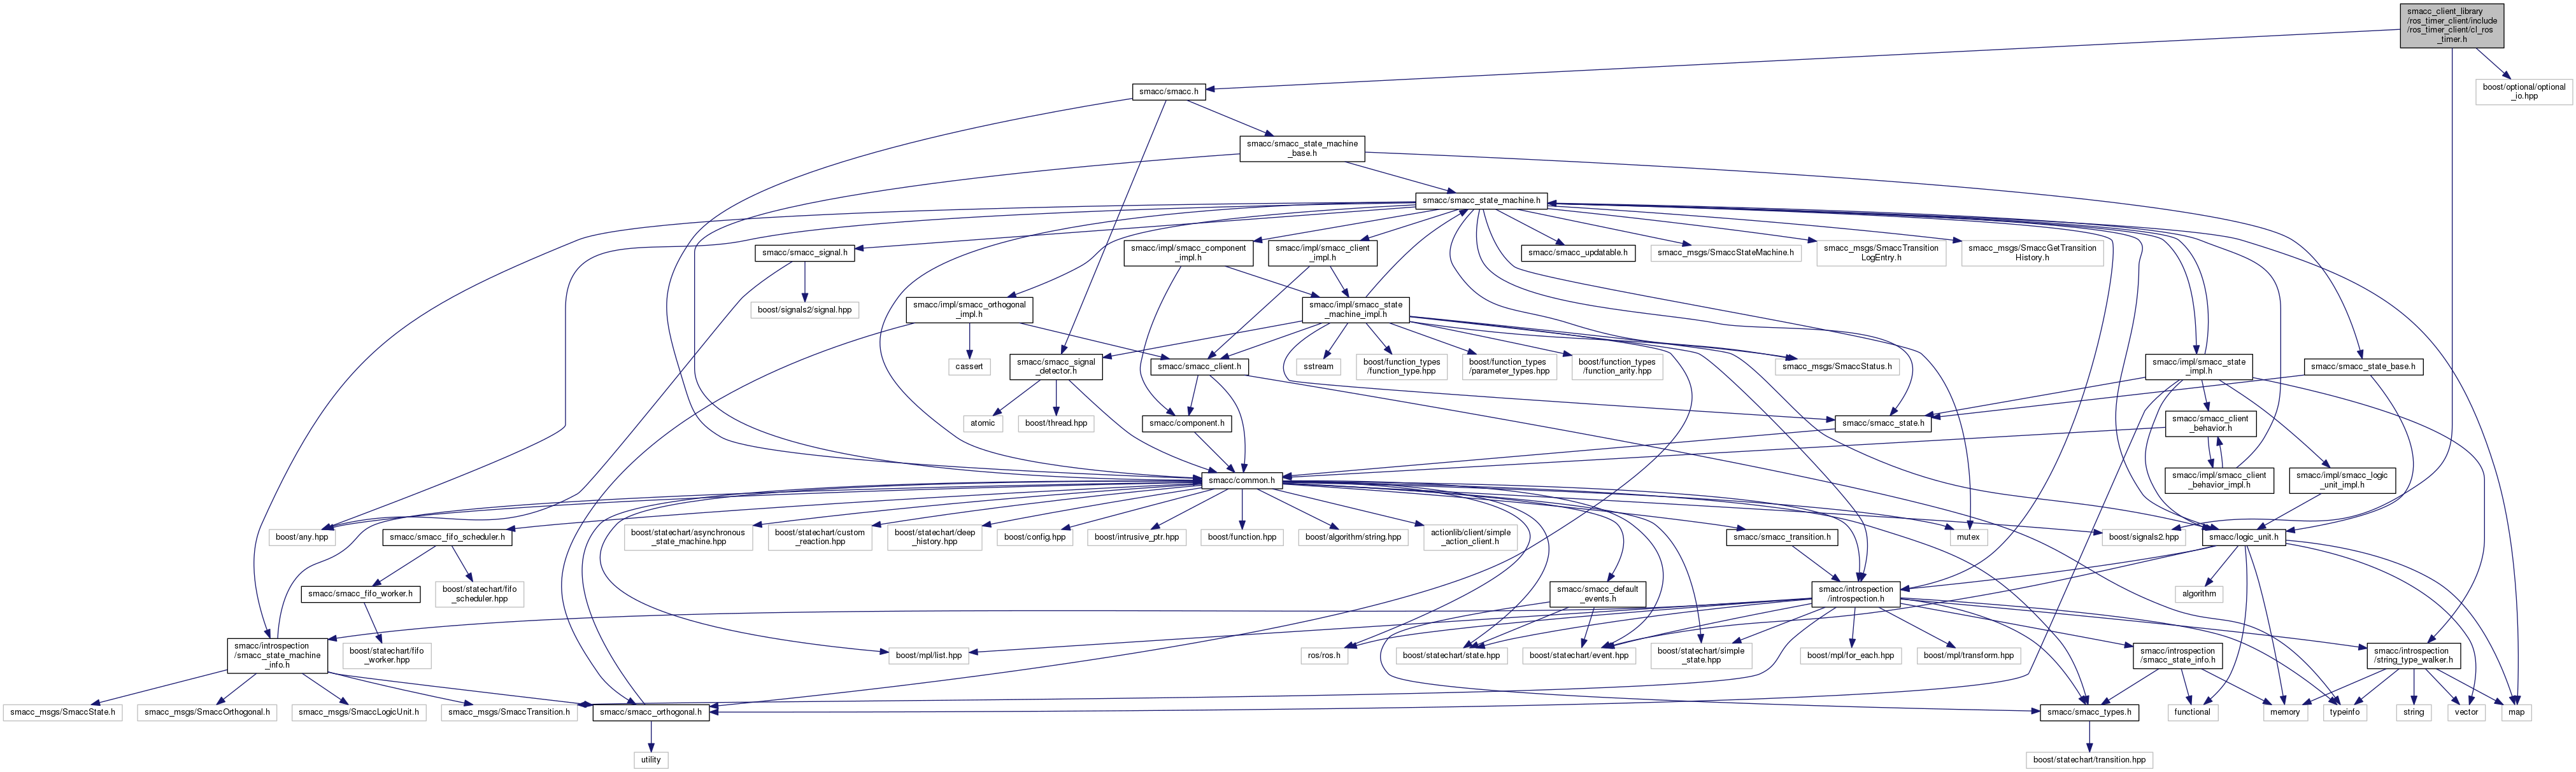 smacc_client_library
/ros_timer_client/include
/ros_timer_client/cl_ros
_timer.h
smacc/smacc.h
boost/optional/optional
_io.hpp
smacc/smacc_state_machine
_base.h
smacc/smacc_state_machine.h
smacc/smacc_signal.h
smacc/impl/smacc_component
_impl.h
smacc/impl/smacc_client
_impl.h
smacc/smacc_updatable.h
smacc_msgs/SmaccStateMachine.h
smacc_msgs/SmaccTransition
LogEntry.h
smacc_msgs/SmaccGetTransition
History.h
boost/signals2/signal.hpp
smacc/impl/smacc_orthogonal
_impl.h
smacc/impl/smacc_state
_machine_impl.h
cassert
smacc/smacc_signal
_detector.h
smacc/smacc_client.h
sstream
boost/function_types
/function_type.hpp
boost/function_types
/parameter_types.hpp
boost/function_types
/function_arity.hpp
smacc_msgs/SmaccStatus.h
smacc/impl/smacc_state
_impl.h
smacc/smacc_state_base.h
atomic
boost/thread.hpp
smacc/component.h
smacc/smacc_state.h
smacc/smacc_client
_behavior.h
smacc/common.h
smacc/impl/smacc_client
_behavior_impl.h
smacc/impl/smacc_logic
_unit_impl.h
boost/any.hpp
smacc/smacc_fifo_scheduler.h
boost/statechart/asynchronous
_state_machine.hpp
boost/statechart/custom
_reaction.hpp
boost/statechart/deep
_history.hpp
boost/config.hpp
boost/intrusive_ptr.hpp
boost/function.hpp
boost/algorithm/string.hpp
actionlib/client/simple
_action_client.h
smacc/smacc_transition.h
mutex
boost/signals2.hpp
smacc/logic_unit.h
smacc/smacc_fifo_worker.h
boost/statechart/fifo
_scheduler.hpp
smacc/smacc_default
_events.h
smacc/introspection
/introspection.h
algorithm
smacc/introspection
/smacc_state_machine
_info.h
boost/statechart/fifo
_worker.hpp
boost/mpl/list.hpp
ros/ros.h
boost/statechart/state.hpp
boost/statechart/event.hpp
boost/statechart/simple
_state.hpp
boost/mpl/for_each.hpp
boost/mpl/transform.hpp
smacc/introspection
/smacc_state_info.h
smacc/introspection
/string_type_walker.h
smacc_msgs/SmaccState.h
smacc_msgs/SmaccOrthogonal.h
smacc_msgs/SmaccLogicUnit.h
smacc_msgs/SmaccTransition.h
smacc/smacc_orthogonal.h
smacc/smacc_types.h
functional
memory
typeinfo
string
vector
map
utility
boost/statechart/transition.hpp